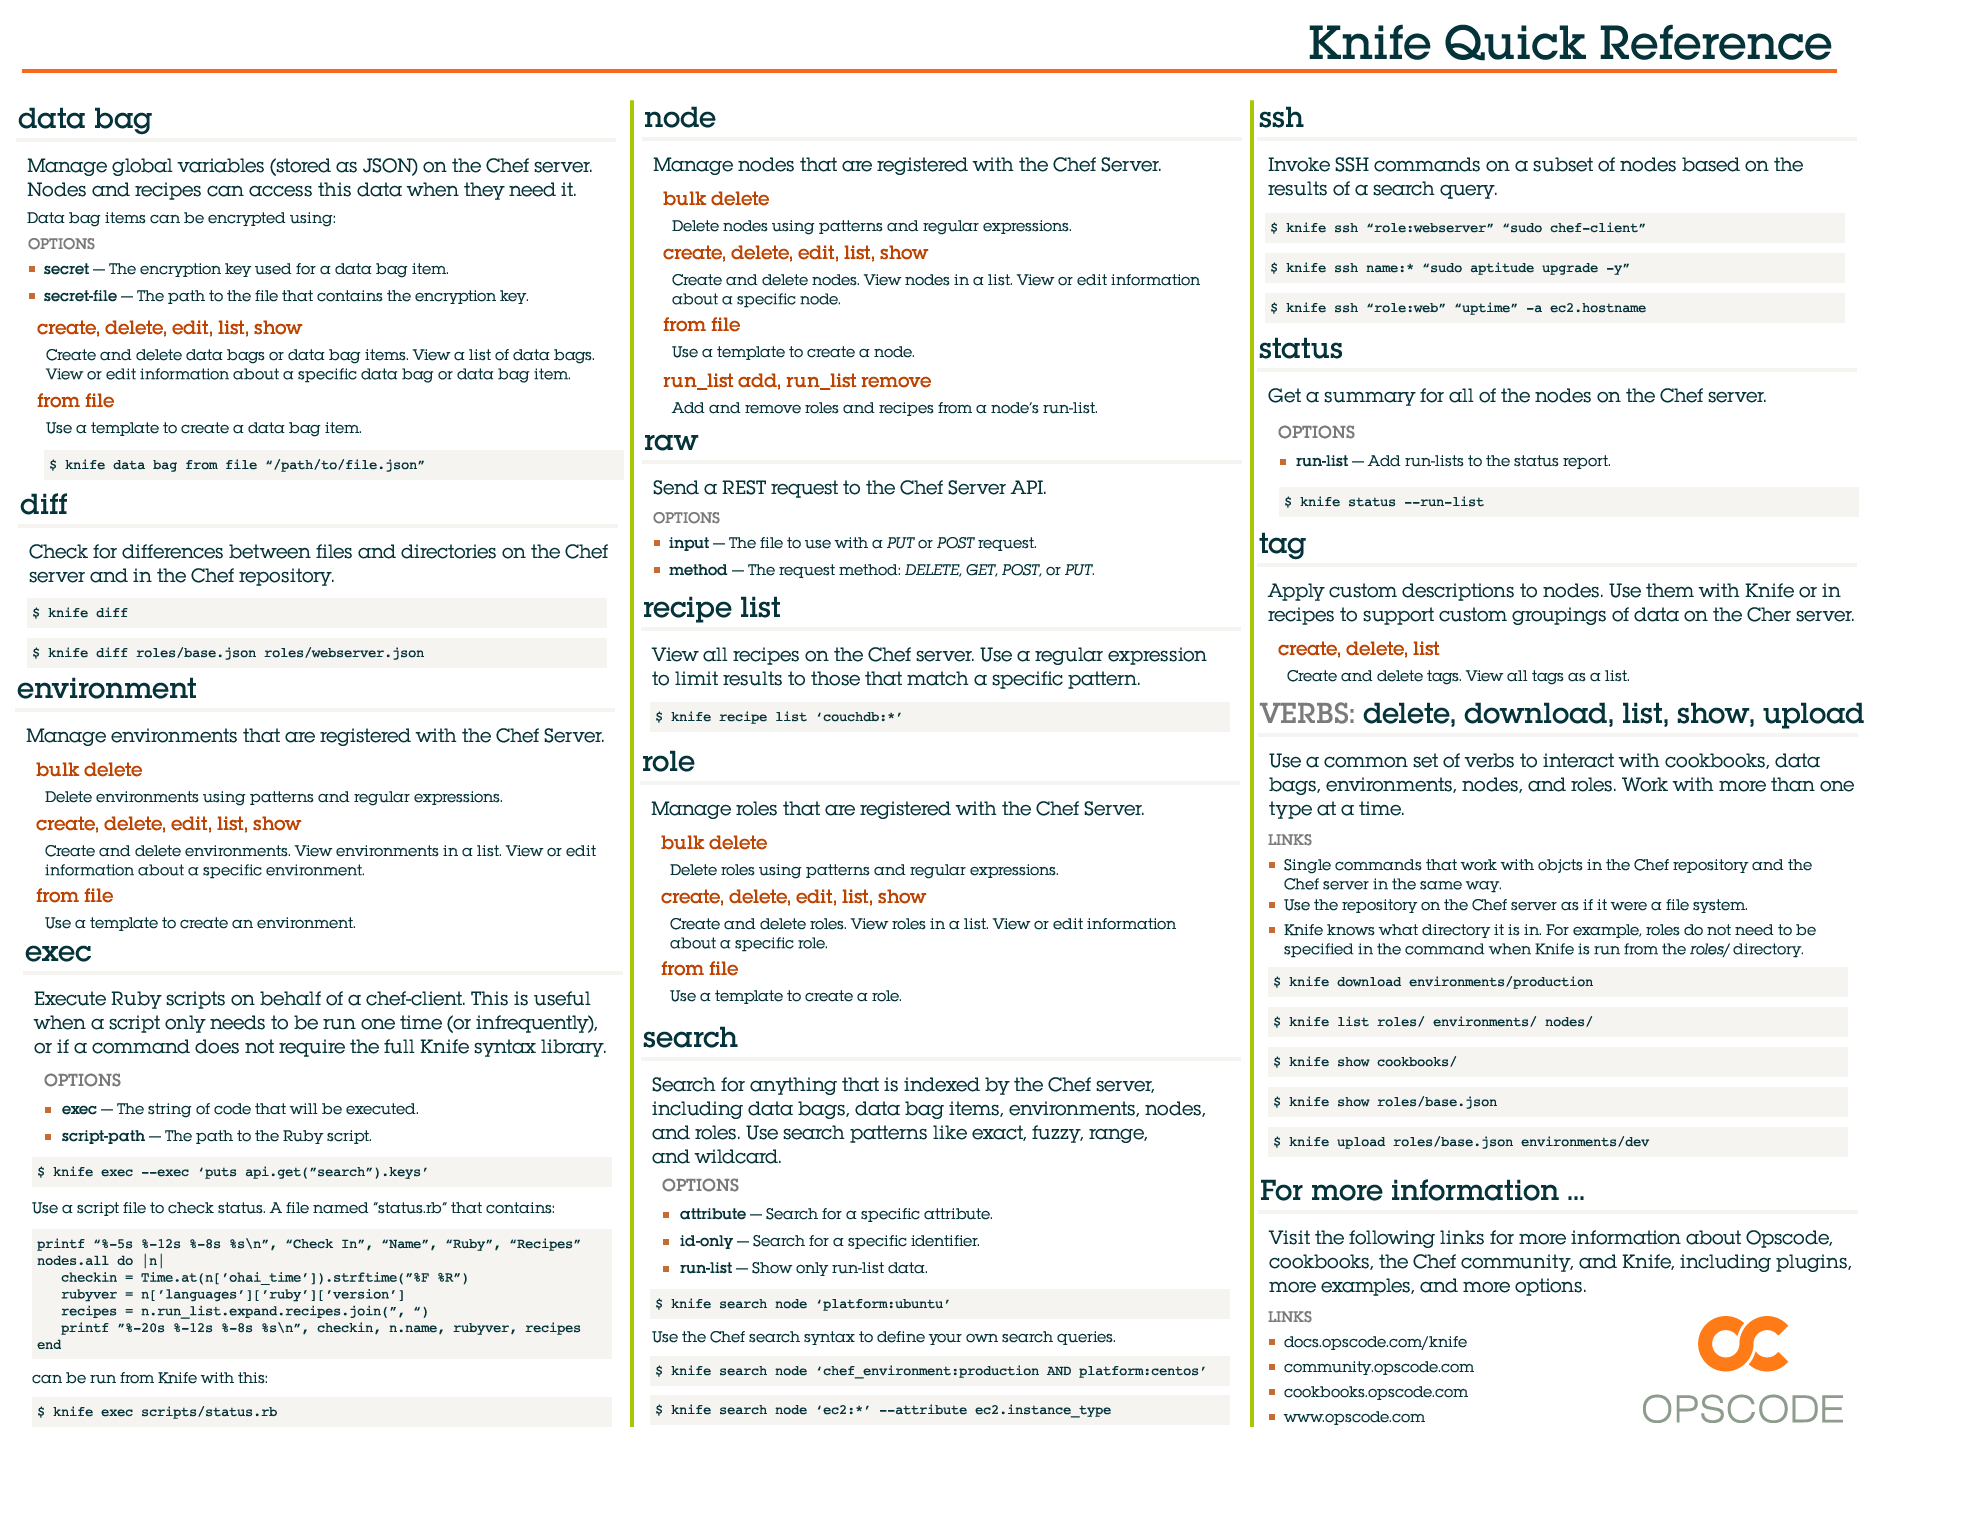 Knife Quick Reference
data bag
Manage global variables (stored as JSON) on the Chef server.
Nodes and recipes can access this data when they need it.
Data bag items can be encrypted using:
OPTIONS
secret — The encryption key used for a data bag item.
secret-file — The path to the file that contains the encryption key.
create, delete, edit, list, show
Create and delete data bags or data bag items. View a list of data bags.
View or edit information about a specific data bag or data bag item.
from file
Use a template to create a data bag item.
$ knife data bag from file “/path/to/file.json”
diff
Check for differences between files and directories on the Chef
server and in the Chef repository.
$ knife diff
$ knife diff roles/base.json roles/webserver.json
environment
Manage environments that are registered with the Chef Server.
bulk delete
Delete environments using patterns and regular expressions.
create, delete, edit, list, show
Create and delete environments. View environments in a list. View or edit
information about a specific environment.
from file
Use a template to create an environment.
exec
Execute Ruby scripts on behalf of a chef-client. This is useful
when a script only needs to be run one time (or infrequently),
or if a command does not require the full Knife syntax library.
OPTIONS
exec — The string of code that will be executed.
script-path — The path to the Ruby script.
$ knife exec --exec ‘puts api.get(”search”).keys’
Use a script file to check status. A file named “status.rb” that contains:
printf “%-5s %-12s %-8s %s\n”, “Check In”, “Name”, “Ruby”, “Recipes”
nodes.all do |n|
checkin = Time.at(n[’ohai_time’]).strftime(”%F %R”)
rubyver = n[’languages’][’ruby’][’version’]
recipes = n.run_list.expand.recipes.join(”, “)
printf ”%-20s %-12s %-8s %s\n”, checkin, n.name, rubyver, recipes
end
can be run from Knife with this:
$ knife exec scripts/status.rb
node
Manage nodes that are registered with the Chef Server.
bulk delete
Delete nodes using patterns and regular expressions.
create, delete, edit, list, show
Create and delete nodes. View nodes in a list. View or edit information
about a specific node.
from file
Use a template to create a node.
run_list add, run_list remove
Add and remove roles and recipes from a node’s run-list.
raw
Send a REST request to the Chef Server API.
OPTIONS
input — The file to use with a PUT or POST request.
method — The request method: DELETE, GET, POST, or PUT.
recipe list
View all recipes on the Chef server. Use a regular expression
to limit results to those that match a specific pattern.
$ knife recipe list ‘couchdb:*’
role
Manage roles that are registered with the Chef Server.
bulk delete
Delete roles using patterns and regular expressions.
create, delete, edit, list, show
Create and delete roles. View roles in a list. View or edit information
about a specific role.
from file
Use a template to create a role.
search
Search for anything that is indexed by the Chef server,
including data bags, data bag items, environments, nodes,
and roles. Use search patterns like exact, fuzzy, range,
and wildcard.
OPTIONS
attribute — Search for a specific attribute.
id-only — Search for a specific identifier.
run-list — Show only run-list data.
$ knife search node ‘platform:ubuntu’
Use the Chef search syntax to define your own search queries.
$ knife search node ‘chef_environment:production AND platform:centos’
$ knife search node ‘ec2:*’ --attribute ec2.instance_type
ssh
Invoke SSH commands on a subset of nodes based on the
results of a search query.
$ knife ssh “role:webserver” “sudo chef-client”
$ knife ssh name:* “sudo aptitude upgrade -y”
$ knife ssh “role:web” “uptime” -a ec2.hostname
status
Get a summary for all of the nodes on the Chef server.
OPTIONS
run-list — Add run-lists to the status report.
$ knife status --run-list
tag
Apply custom descriptions to nodes. Use them with Knife or in
recipes to support custom groupings of data on the Cher server.
create, delete, list
Create and delete tags. View all tags as a list.
VERBS: delete, download, list, show, upload
Use a common set of verbs to interact with cookbooks, data
bags, environments, nodes, and roles. Work with more than one
type at a time.
LINKS
Single commands that work with objcts in the Chef repository and the
Chef server in the same way.
Use the repository on the Chef server as if it were a file system.
Knife knows what directory it is in. For example, roles do not need to be
specified in the command when Knife is run from the roles/ directory.
$ knife download environments/production
$ knife list roles/ environments/ nodes/
$ knife show cookbooks/
$ knife show roles/base.json
$ knife upload roles/base.json environments/dev
For more information ...
Visit the following links for more information about Opscode,
cookbooks, the Chef community, and Knife, including plugins,
more examples, and more options.
LINKS
docs.opscode.com/knife
community.opscode.com
cookbooks.opscode.com
www.opscode.com
OPSCODE